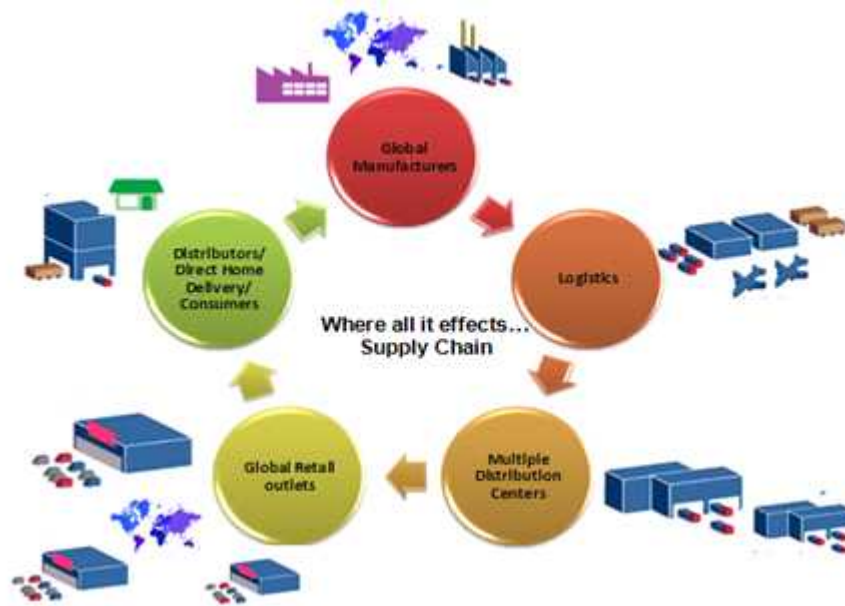 Global
Manufacturers
Logistics
Multiple
Distribution
Centers
Global Retail
outlets
Distributors/
Direct Home
Delivery/
Consumers
Where all it effects...
Supply Chain